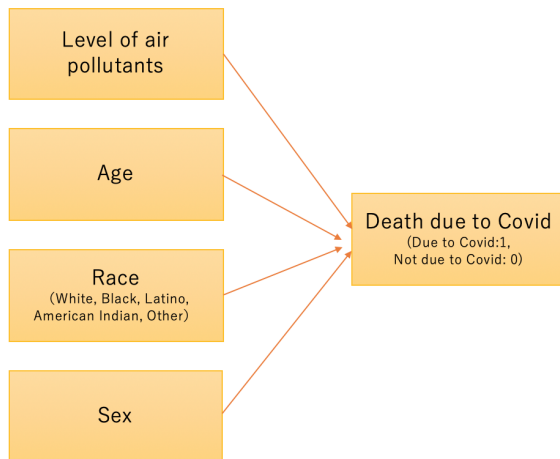 Level of air
pollutants
Age
Race
（White, Black, Latino,
American Indian, Other）
Sex
Death due to Covid
(Due to Covid:1,
Not due to Covid: 0)